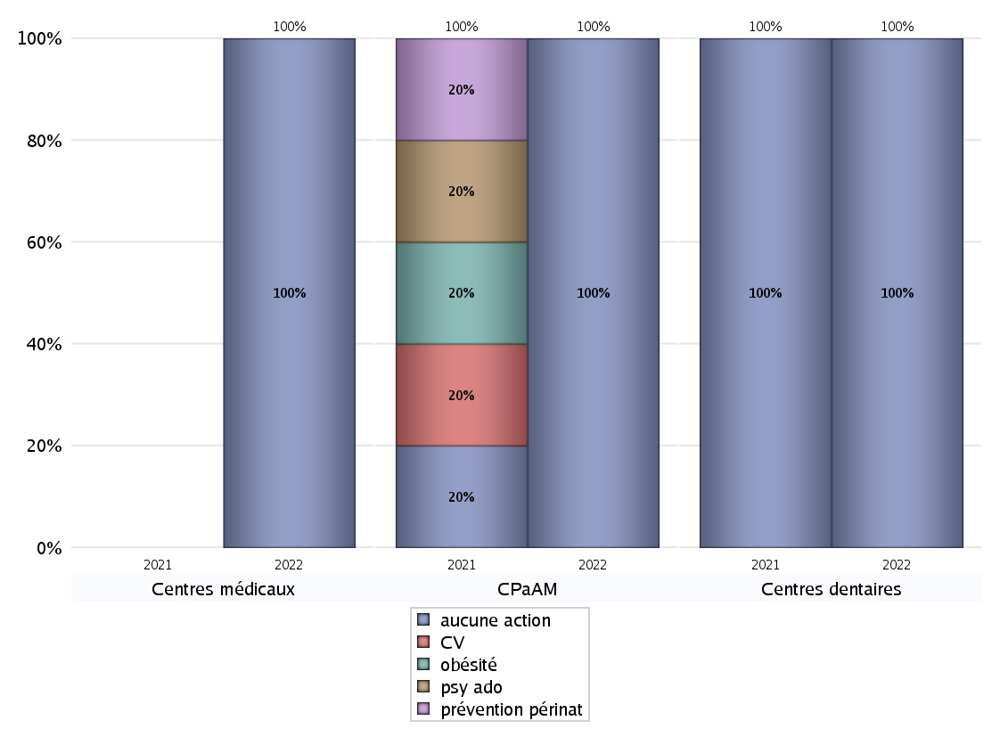 100% 100% 100% 100% 100%
100%
20%
80%
20%
60%
100% 20% 100% 100% 100%
40%
20%
20%
20%
0%
2021 2022 2021 2022 2021 2022
Centres médicaux CPaAM Centres dentaires
aucune action
CV
obésité
psy ado
prévention périnat